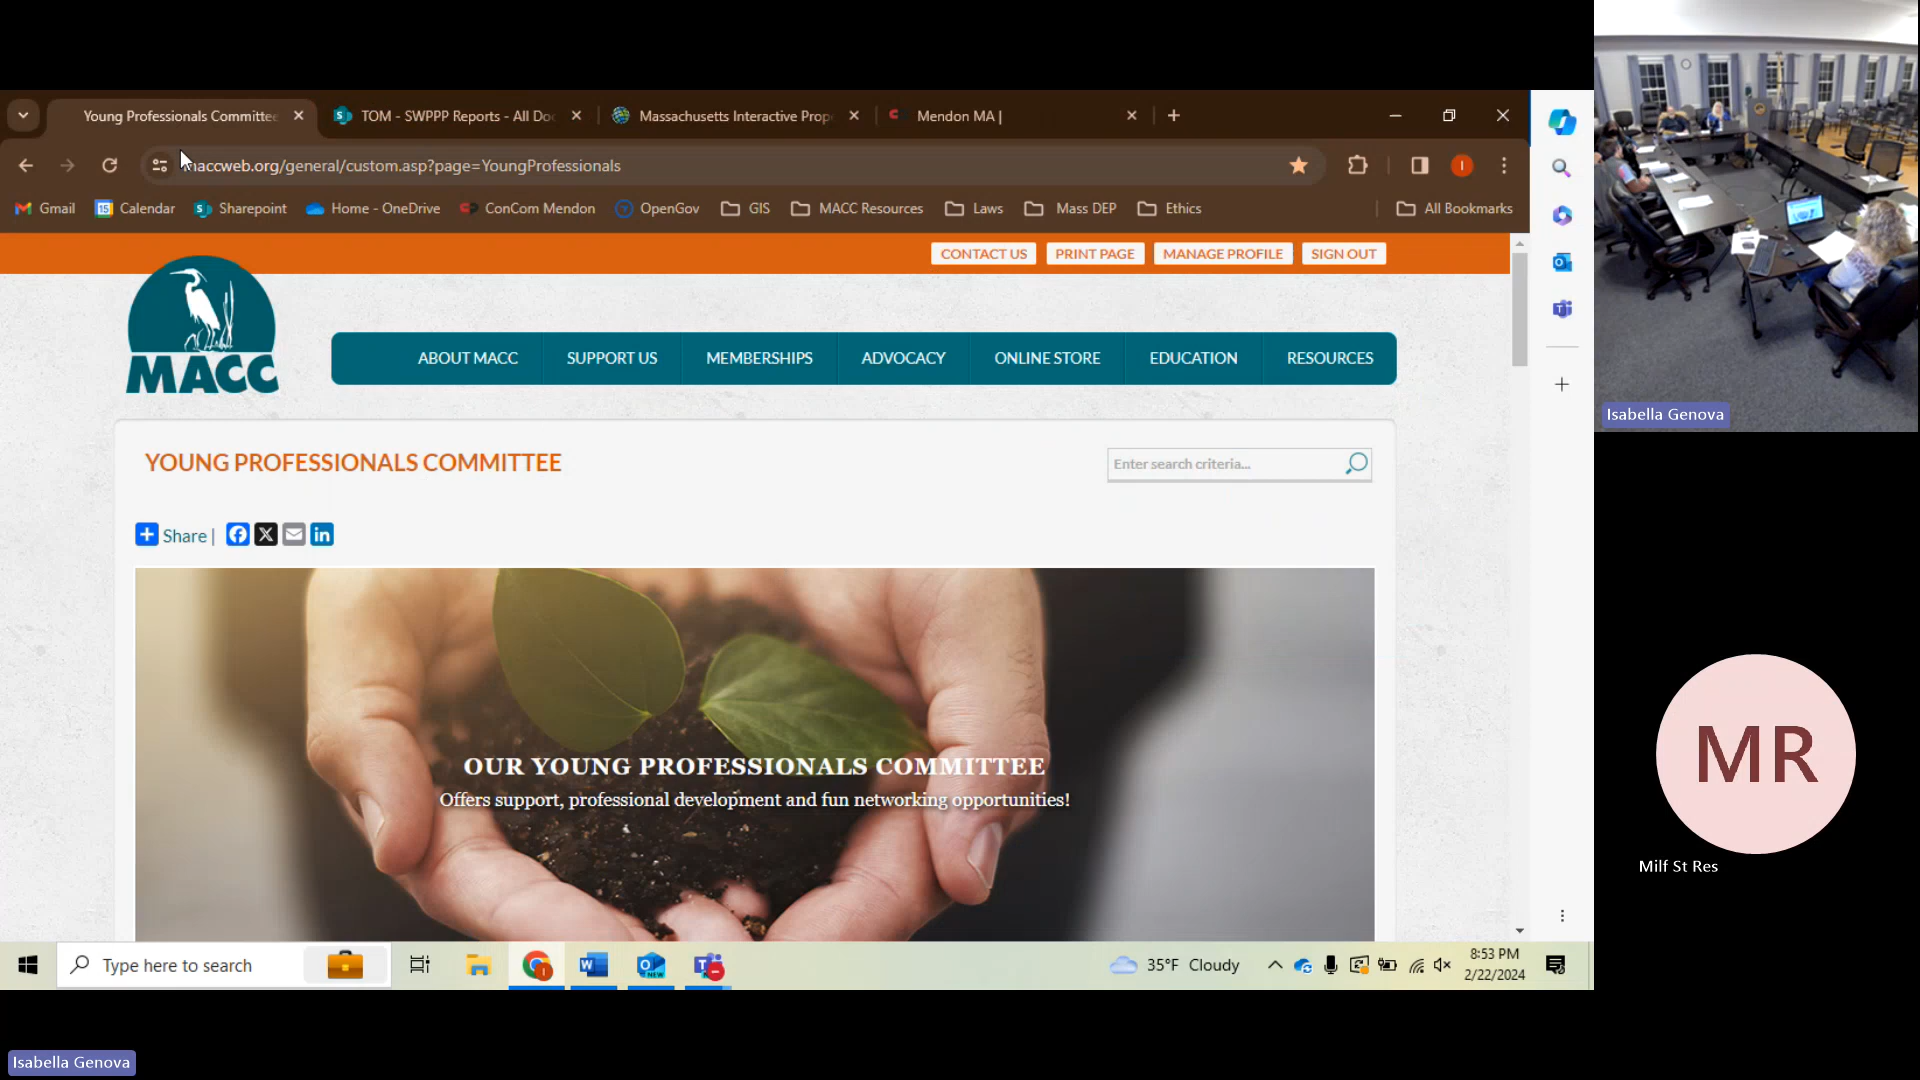 Young Professionals Committee
TOM - SWPPP Reports - All Do
Massachusetts Interactive Prop
Mendon MA |
maccweb.org/general/custom.asp?page=YoungProfessionals
I
Gmail
15
Calendar
Sharepoint
Home - OneDrive
ConCom Mendon
OpenGov
GIS
MACC Resources
Laws
Mass DEP
Ethics
All Bookmarks
CONTACT US
PRINT PAGE
MANAGE PROFILE
SIGN OUT
MACC
ABOUT MACC
SUPPORT US
MEMBERSHIPS
ADVOCACY
ONLINE STORE
EDUCATION
RESOURCES
YOUNG PROFESSIONALS COMMITTEE
Enter search criteria...
Share |
OUR YOUNG PROFESSIONALS COMMITTEE
Offers support, professional development and fun networking opportunities!
Type here to search
35°F Cloudy
8:53 PM
2/22/2024
Isabella Genova
MR
Milf St Res
Isabella Genova